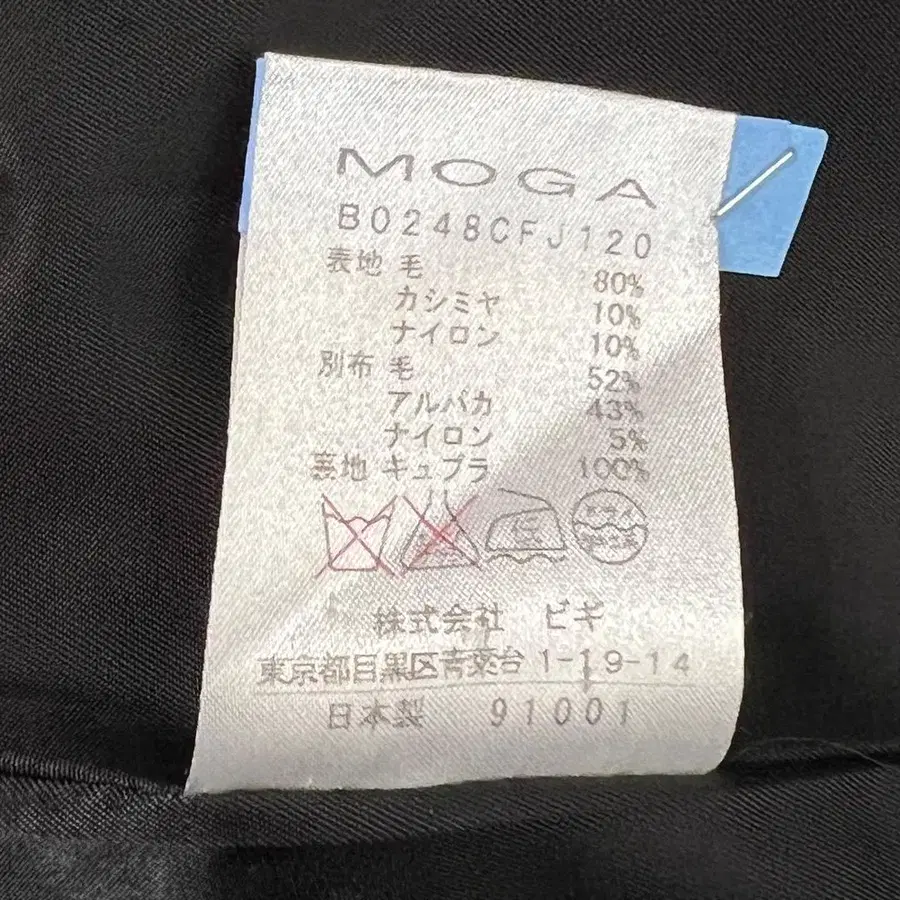 MOGA
B0248CFJ120
表地 毛 80%
カシミヤ 10%
ナイロン 10%
別布 毛 52%
アルパカ 43%
ナイロン 5%
裏地 キュプラ 100%
株式会社 ビギ
東京都目黒区青葉台1-19-14
日本製 91001